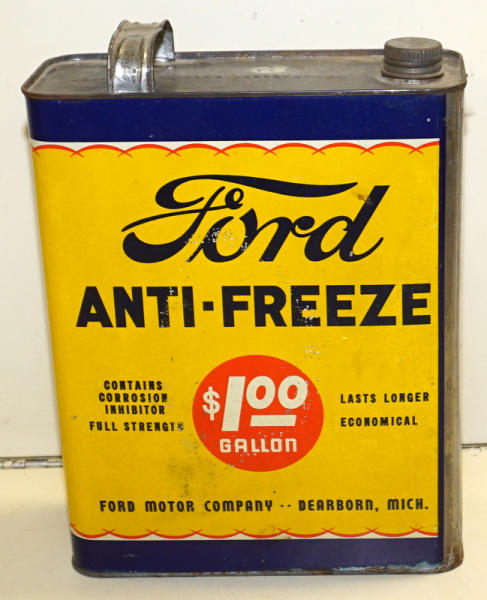 Ford
ANTI-FREEZE
CONTAINS
CORROSION
INHIBITOR
FULL STRENGTH
$1.00
GALLON
LASTS LONGER
ECONOMICAL
FORD MOTOR COMPANY -- DEARBORN, MICH.